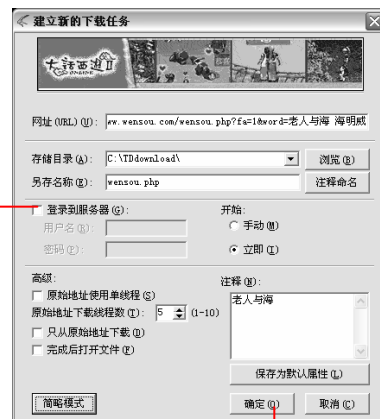 建立新的下载任务
大话西游II
ONLINE
网址(URL)(U): ww.wensou.com/wensou.php?fa=1&word=老人与海 海明威
存储目录(A): C:\TDdownload\ 浏览(B)
另存名称(E): wensou.php 注释命名
登录到服务器(G): 开始:
用户名(R): 手动(M)
密码(P): 立即(I)
高级: 注释(N):
原始地址使用单线程(S) 老人与海
原始地址下载线程数(T): 5 (1-10)
只从原始地址下载(D)
完成后打开文件(F)
保存为默认属性(L)
简略模式 确定(O) 取消(C)